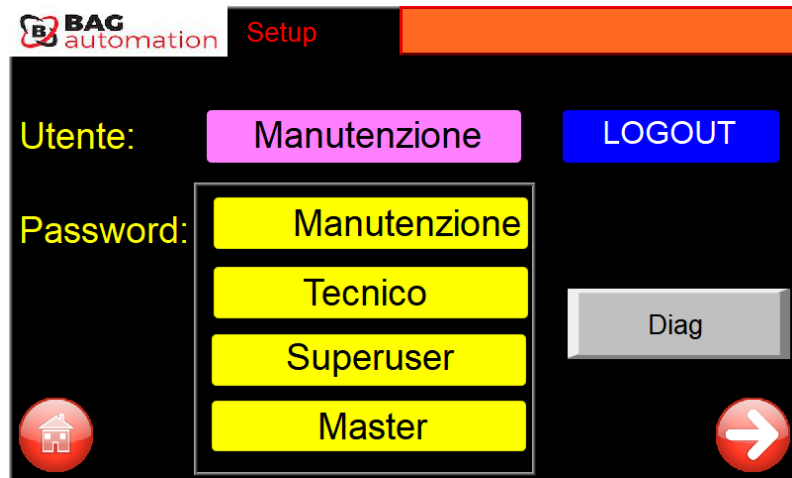 BAG
automation
Setup
Utente:
Manutenzione
LOGOUT
Password:
Manutenzione
Tecnico
Superuser
Master
Diag